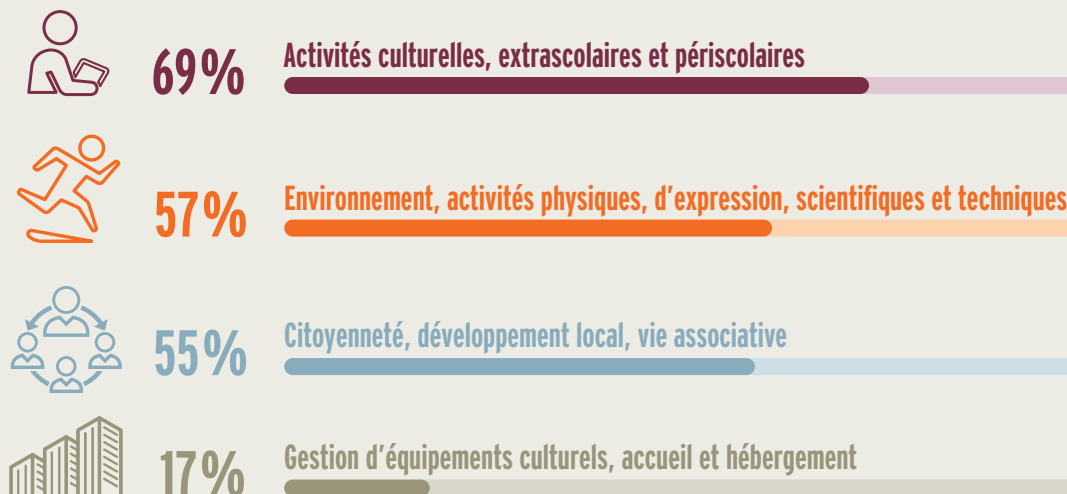 69% Activités culturelles, extrascolaires et périscolaires
57% Environnement, activités physiques, d'expression, scientifiques et techniques
55% Citoyenneté, développement local, vie associative
17% Gestion d'équipements culturels, accueil et hébergement